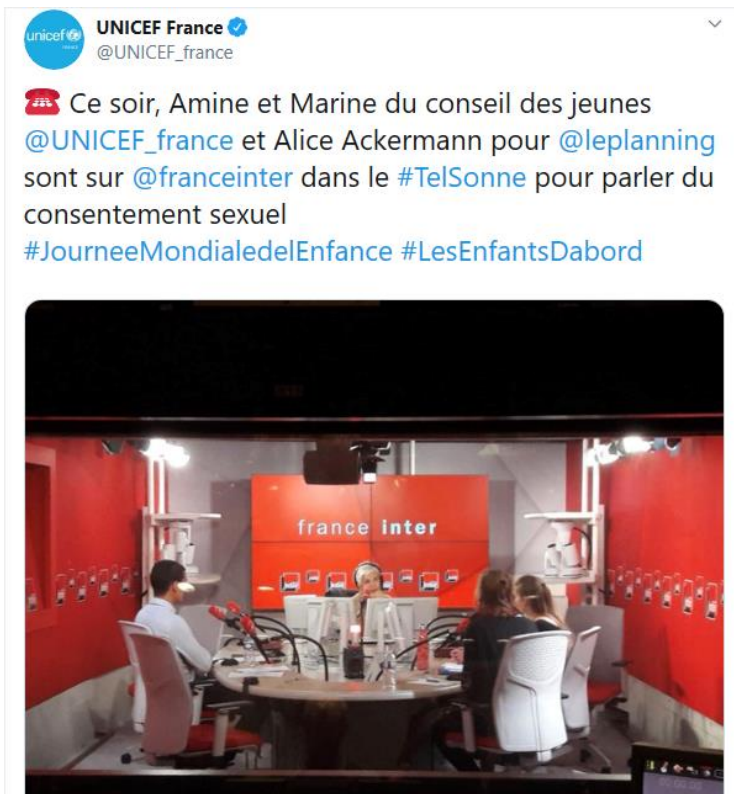 unicef
france
UNICEF France
@UNICEF_france
☎️ Ce soir, Amine et Marine du conseil des jeunes
@UNICEF_france et Alice Ackermann pour @leplanning
sont sur @franceinter dans le #TelSonne pour parler du
consentement sexuel
#JourneeMondialedelEnfance #LesEnfantsDabord
france inter